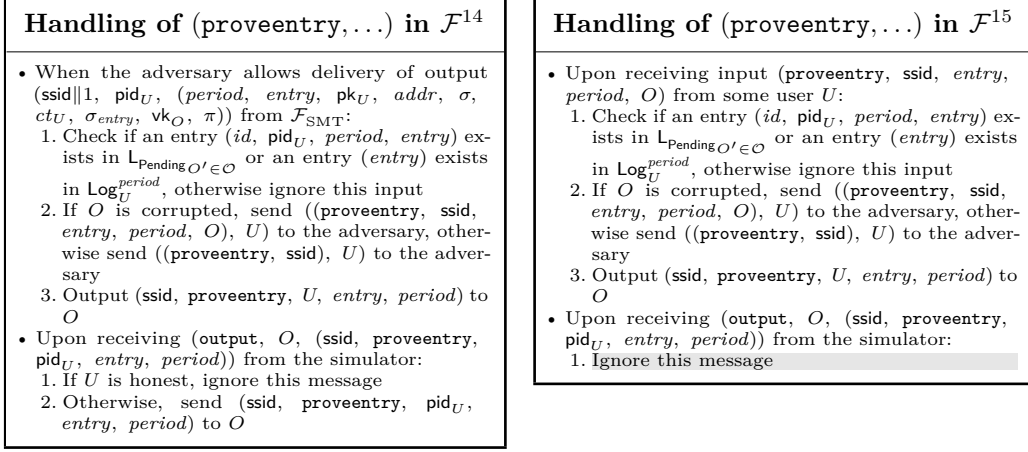 Handling of (proveentry,...) in F^14
• When the adversary allows delivery of output
(ssid∥1, pid_U, (period, entry, pk_U, addr, σ,
ct_U, σ_entry, vk_O, π)) from F_SMT:
1. Check if an entry (id, pid_U, period, entry) ex-
ists in L_Pending_{O′∈O} or an entry (entry) exists
in Log_U^period, otherwise ignore this input
2. If O is corrupted, send ((proveentry, ssid,
entry, period, O), U) to the adversary, other-
wise send ((proveentry, ssid), U) to the adver-
sary
3. Output (ssid, proveentry, U, entry, period) to
O
• Upon receiving (output, O, (ssid, proveentry,
pid_U, entry, period)) from the simulator:
1. If U is honest, ignore this message
2. Otherwise, send (ssid, proveentry, pid_U,
entry, period) to O
Handling of (proveentry,...) in F^15
• Upon receiving input (proveentry, ssid, entry,
period, O) from some user U:
1. Check if an entry (id, pid_U, period, entry) ex-
ists in L_Pending_{O′∈O} or an entry (entry) exists
in Log_U^period, otherwise ignore this input
2. If O is corrupted, send ((proveentry, ssid,
entry, period, O), U) to the adversary, other-
wise send ((proveentry, ssid), U) to the adver-
sary
3. Output (ssid, proveentry, U, entry, period) to
O
• Upon receiving (output, O, (ssid, proveentry,
pid_U, entry, period)) from the simulator:
1. Ignore this message